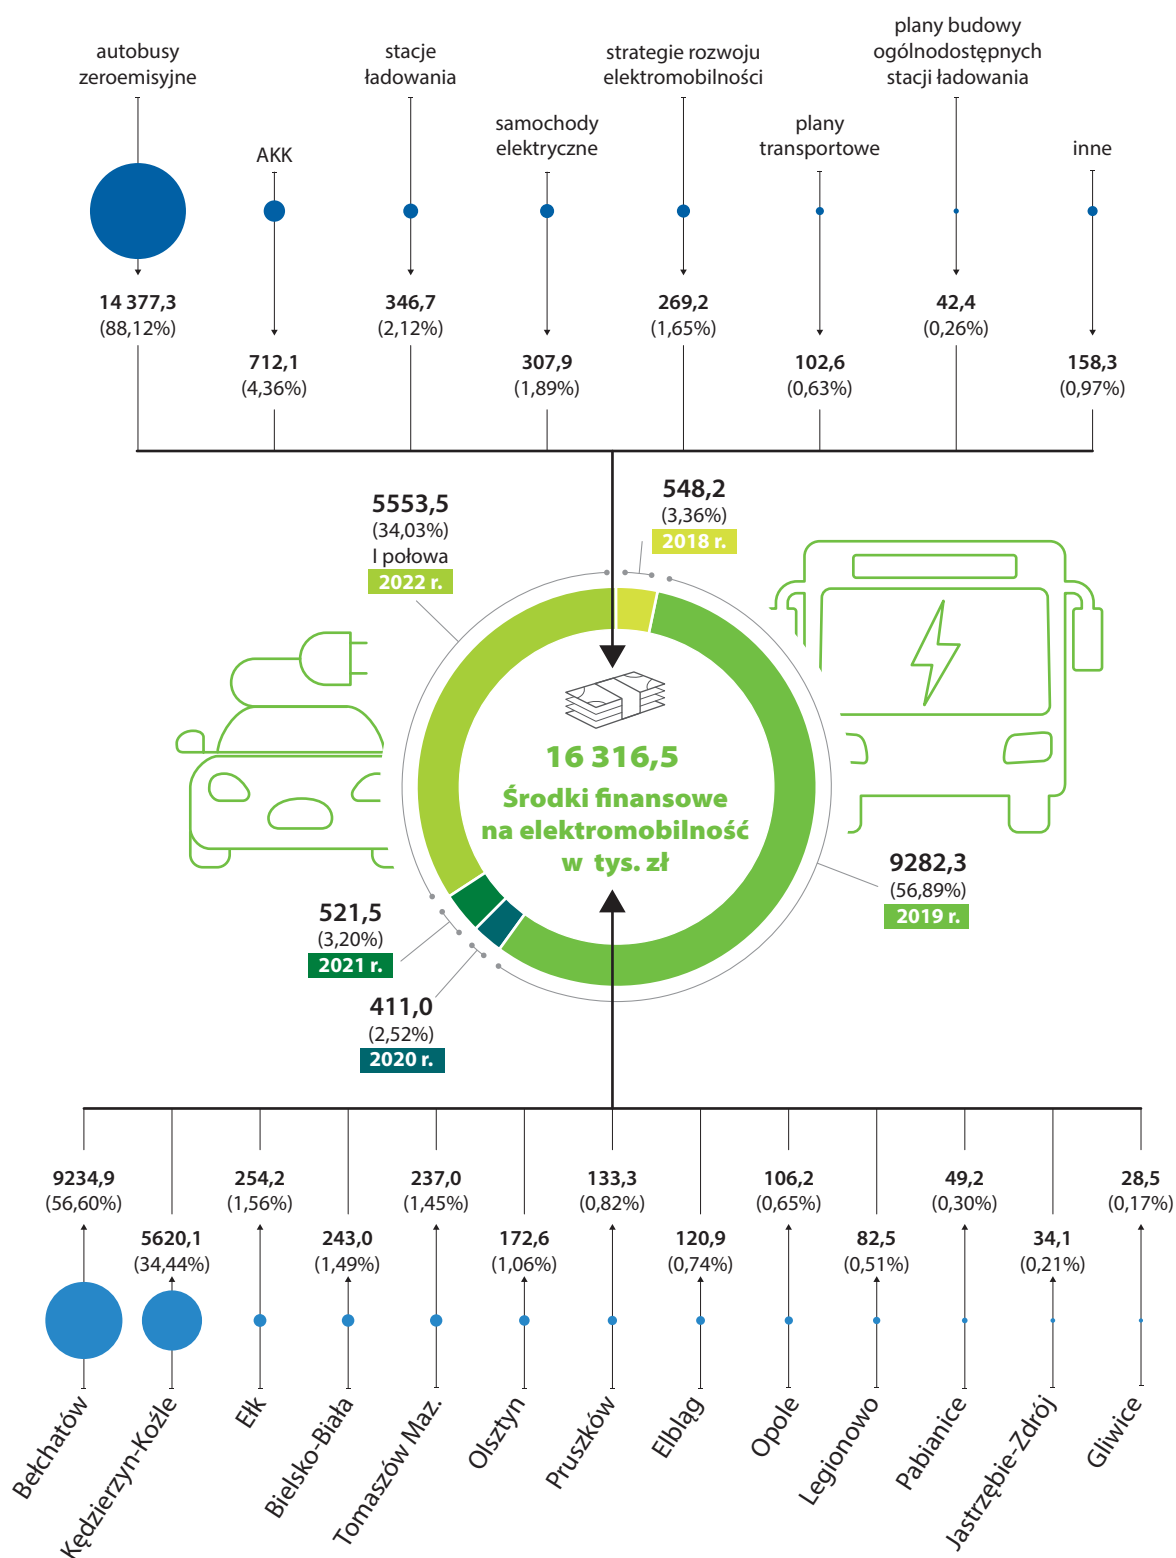 autobusy
zeroemisyjne
14 377,3
(88,12%)
AKK
712,1
(4,36%)
stacje
ładowania
346,7
(2,12%)
samochody
elektryczne
307,9
(1,89%)
strategie rozwoju
elektromobilności
269,2
(1,65%)
plany
transportowe
102,6
(0,63%)
plany budowy
ogólnodostępnych
stacji ładowania
42,4
(0,26%)
inne
158,3
(0,97%)
5553,5
(34,03%)
I połowa
2022 r.
548,2
(3,36%)
2018 r.
16 316,5
Środki finansowe
na elektromobilność
w tys. zł
9282,3
(56,89%)
2019 r.
521,5
(3,20%)
2021 r.
411,0
(2,52%)
2020 r.
9234,9
(56,60%)
Bełchatów
5620,1
(34,44%)
Kędzierzyn-Koźle
254,2
(1,56%)
Ełk
243,0
(1,49%)
Bielsko-Biała
237,0
(1,45%)
Tomaszów Maz.
172,6
(1,06%)
Olsztyn
133,3
(0,82%)
Pruszków
120,9
(0,74%)
Elbląg
106,2
(0,65%)
Opole
82,5
(0,51%)
Legionowo
49,2
(0,30%)
Pabianice
34,1
(0,21%)
Jastrzębie-Zdrój
28,5
(0,17%)
Gliwice